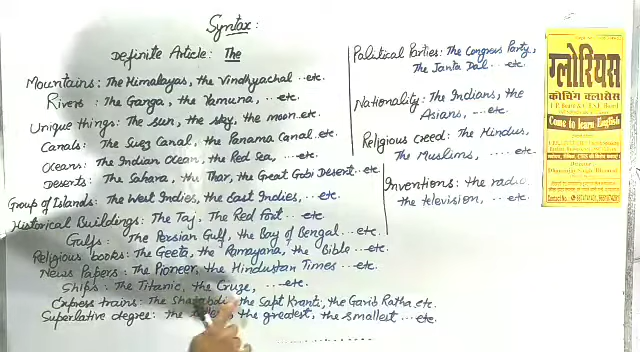 Syntax:
Definite Article: The
Mountains: The Himalayas, the Vindhyachal ...etc.
Rivers : The Ganga, the Yamuna, ...etc.
Unique things: The sun, the sky, the moon.etc.
Canals: The Suez Canal, the Panama Canal.etc.
Oceans: The Indian Ocean, the Red Sea, ...etc.
Deserts: The Sahara, the Thar, the Great Gobi Desert...etc.
Group of Islands: The West Indies, the East Indies, ...etc.
Historical Buildings: The Taj, The Red Fort ...etc.
Gulfs: The Persian Gulf, the Bay of Bengal...etc.
Religious books: The Geeta, the Ramayana, the Bible ...etc.
News Papers: The Pioneer, the Hindustan Times ...etc.
Ships: The Titanic, the Cruze, ...etc.
Express trains: The the Sapt Kranti, the Garib Ratha.etc.
Superlative degree: the the greatest, the smallest ...etc.
Political Parties: The Congress Party,
The Janta Dal ...etc.
Nationality: The Indians, the
Asians, ...etc.
Religious creed: The Hindus,
The Muslims, ..... etc.
Inventions: the radio,
the television, ...etc.
ग्लोरियस
कोचिंग क्लासेस
Come to learn English